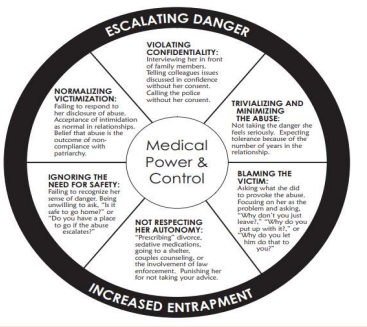 ESCALATING DANGER
VIOLATING
CONFIDENTIALITY:
Interviewing her in front
of family members.
Telling colleagues issues
discussed in confidence
without her consent.
Calling the police
without her consent.
TRIVIALIZING AND
MINIMIZING
THE ABUSE:
Not taking the danger she
feels seriously. Expecting
tolerance because of the
number of years in the
relationship.
BLAMING THE
VICTIM:
Asking what she did
to provoke the abuse.
Focusing on her as the
problem and asking,
"Why don't you just
leave?," "Why do you
put up with it?," or
"Why do you let
him do that to
you?"
NOT RESPECTING
HER AUTONOMY:
"Prescribing" divorce,
sedative medications,
going to a shelter,
couples counseling, or
the involvement of law
enforcement. Punishing her
for not taking your advice.
IGNORING THE
NEED FOR SAFETY:
Failing to recognize her
sense of danger. Being
unwilling to ask, "Is it
safe to go home?" or
"Do you have a place
to go if the abuse
escalates?"
NORMALIZING
VICTIMIZATION:
Failing to respond to
her disclosure of abuse.
Acceptance of intimidation
as normal in relationships.
Belief that abuse is the
outcome of non-
compliance with
patriarchy.
Medical
Power &
Control
INCREASED ENTRAPMENT